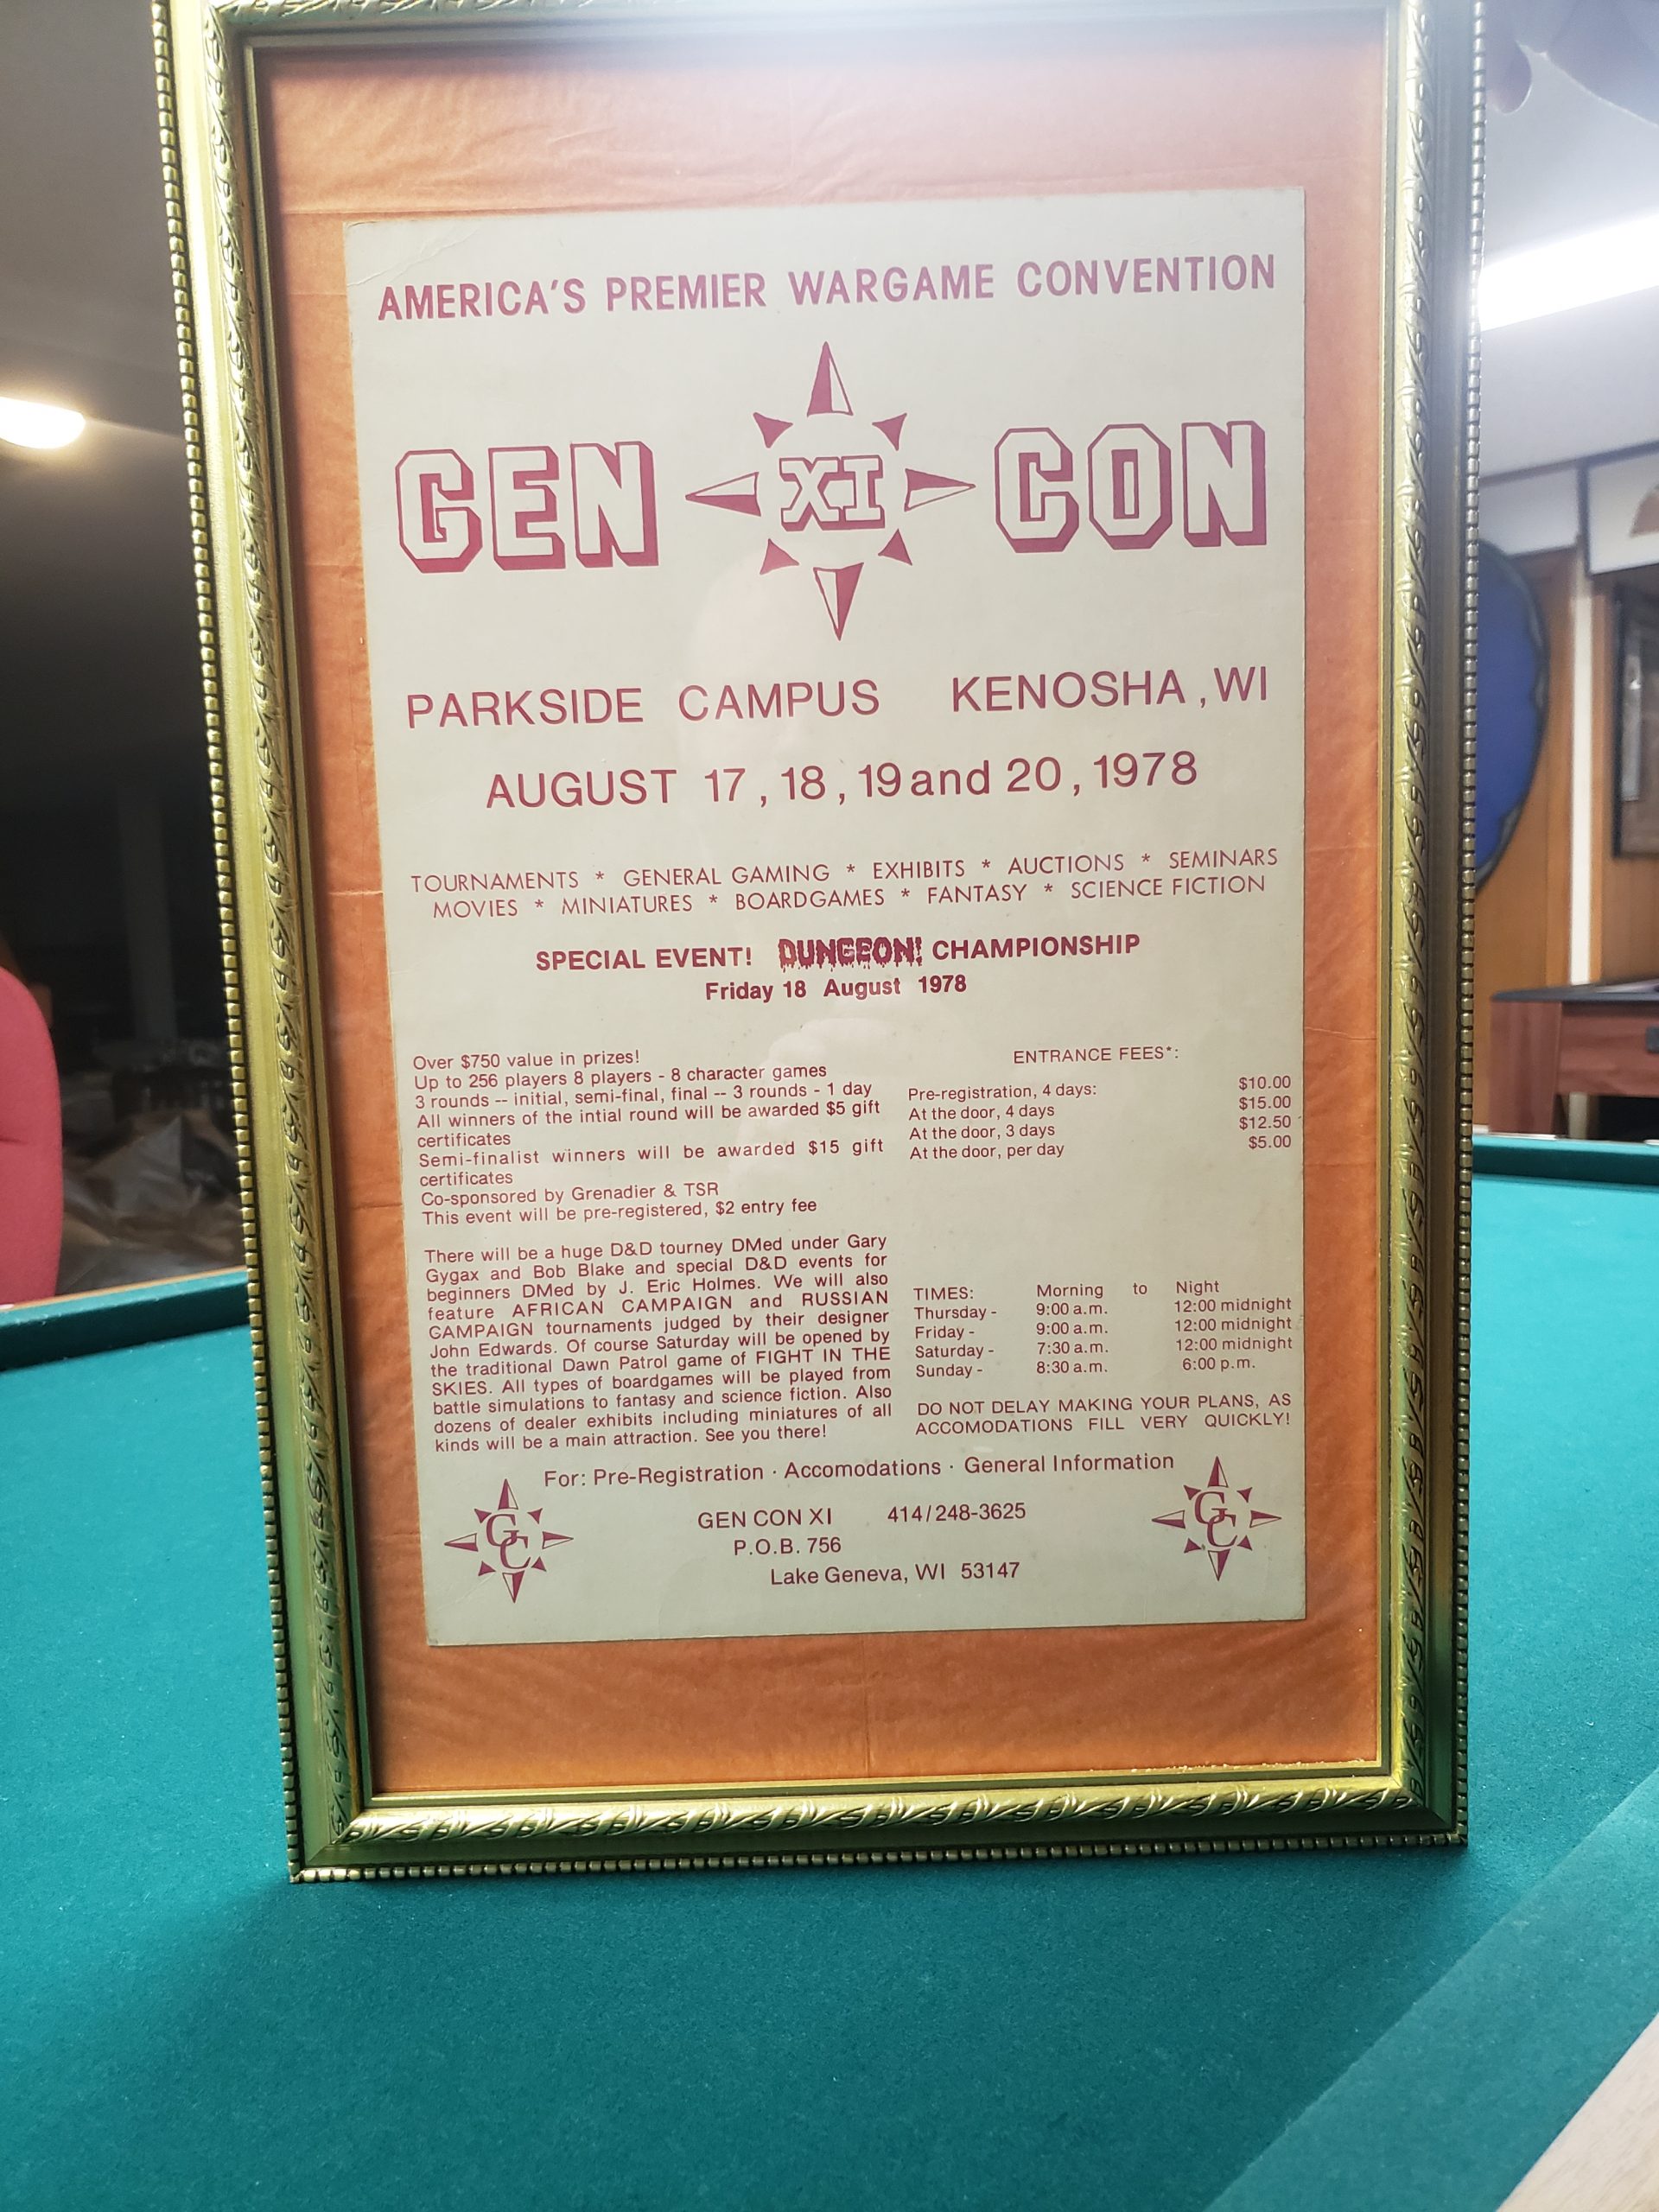 AMERICA'S PREMIER WARGAME CONVENTION
GEN XI CON
PARKSIDE CAMPUS KENOSHA, WI
AUGUST 17, 18, 19 and 20, 1978
TOURNAMENTS * GENERAL GAMING * EXHIBITS * AUCTIONS * SEMINARS
MOVIES * MINIATURES * BOARDGAMES * FANTASY * SCIENCE FICTION
SPECIAL EVENT! DUNGEON! CHAMPIONSHIP
Friday 18 August 1978
Over $750 value in prizes!
Up to 256 players 8 players - 8 character games
3 rounds -- initial, semi-final, final -- 3 rounds - 1 day
All winners of the intial round will be awarded $5 gift
certificates
Semi-finalist winners will be awarded $15 gift
certificates
Co-sponsored by Grenadier & TSR
This event will be pre-registered, $2 entry fee
There will be a huge D&D tourney DMed under Gary
Gygax and Bob Blake and special D&D events for
beginners DMed by J. Eric Holmes. We will also
feature AFRICAN CAMPAIGN and RUSSIAN
CAMPAIGN tournaments judged by their designer
John Edwards. Of course Saturday will be opened by
the traditional Dawn Patrol game of FIGHT IN THE
SKIES. All types of boardgames will be played from
battle simulations to fantasy and science fiction. Also
dozens of dealer exhibits including miniatures of all
kinds will be a main attraction. See you there!
ENTRANCE FEES*:
Pre-registration, 4 days: $10.00
At the door, 4 days $15.00
At the door, 3 days $12.50
At the door, per day $5.00
TIMES: Morning to Night
Thursday - 9:00 a.m. 12:00 midnight
Friday - 9:00 a.m. 12:00 midnight
Saturday - 7:30 a.m. 12:00 midnight
Sunday - 8:30 a.m. 6:00 p.m.
DO NOT DELAY MAKING YOUR PLANS, AS
ACCOMODATIONS FILL VERY QUICKLY!
For: Pre-Registration · Accomodations · General Information
GC
GEN CON XI 414/248-3625
P.O.B. 756
Lake Geneva, WI 53147
GC